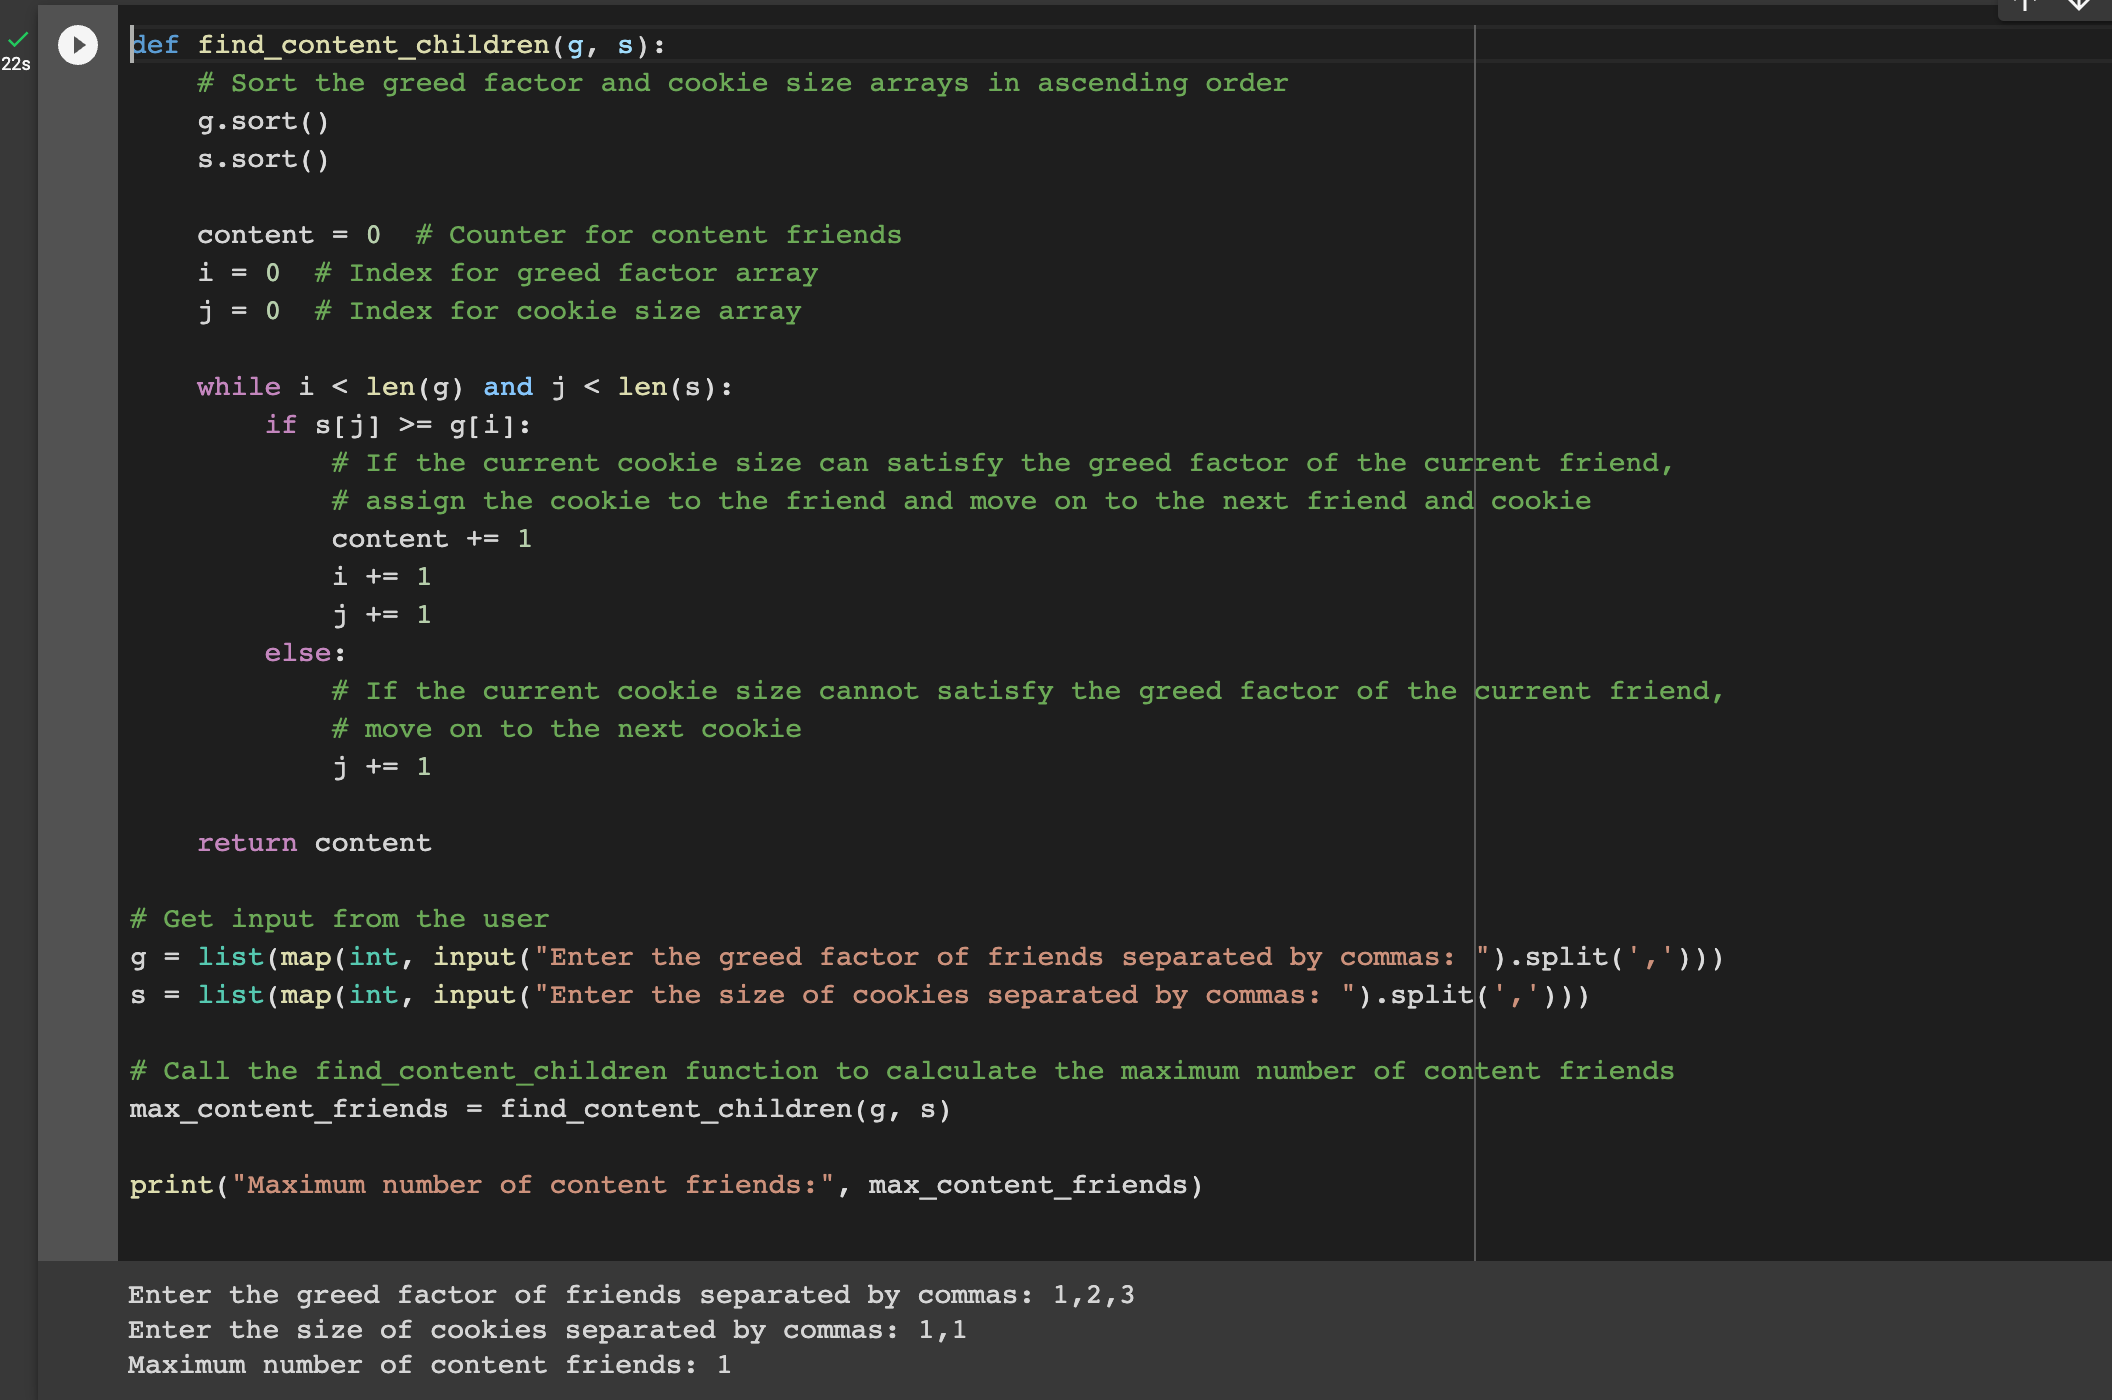 22s
def find_content_children(g, s):
    # Sort the greed factor and cookie size arrays in ascending order
    g.sort()
    s.sort()

    content = 0  # Counter for content friends
    i = 0  # Index for greed factor array
    j = 0  # Index for cookie size array

    while i < len(g) and j < len(s):
        if s[j] >= g[i]:
            # If the current cookie size can satisfy the greed factor of the current friend,
            # assign the cookie to the friend and move on to the next friend and cookie
            content += 1
            i += 1
            j += 1
        else:
            # If the current cookie size cannot satisfy the greed factor of the current friend,
            # move on to the next cookie
            j += 1

    return content

# Get input from the user
g = list(map(int, input("Enter the greed factor of friends separated by commas: ").split(',')))
s = list(map(int, input("Enter the size of cookies separated by commas: ").split(',')))

# Call the find_content_children function to calculate the maximum number of content friends
max_content_friends = find_content_children(g, s)

print("Maximum number of content friends:", max_content_friends)

Enter the greed factor of friends separated by commas: 1,2,3
Enter the size of cookies separated by commas: 1,1
Maximum number of content friends: 1